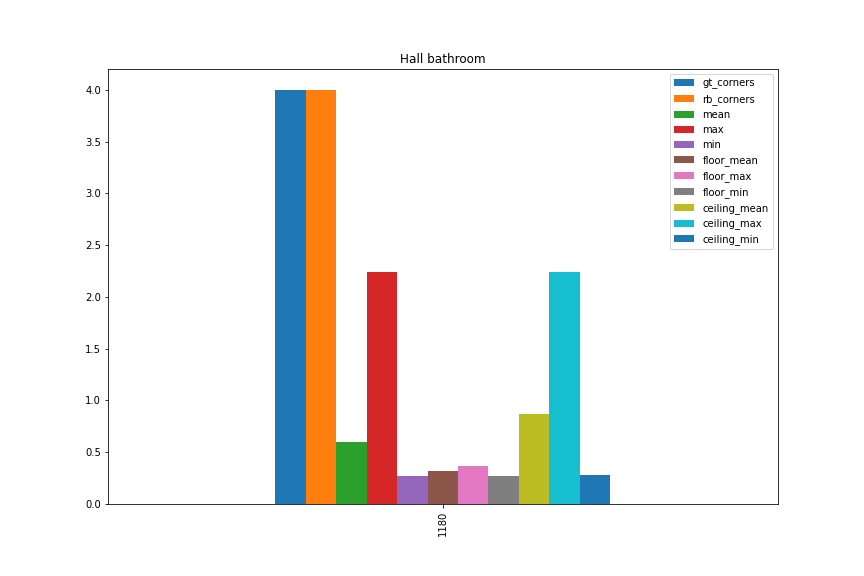 Hall bathroom
4.0
3.5
3.0
2.5
2.0
1.5
1.0
0.5
0.0
1180
gt_corners
rb_corners
mean
max
min
floor_mean
floor_max
floor_min
ceiling_mean
ceiling_max
ceiling_min